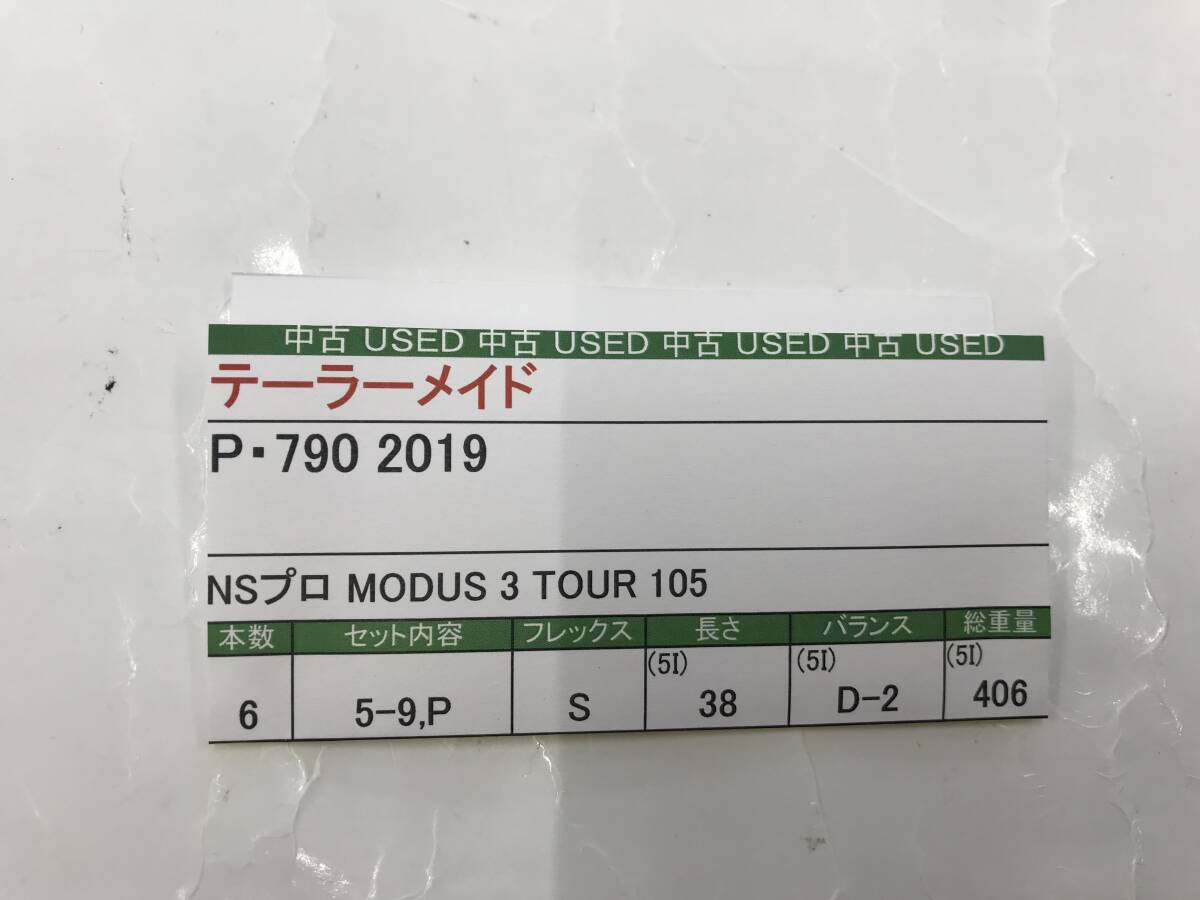 中古 USED 中古 USED 中古 USED 中古 USED
テーラーメイド
P・790 2019
NSプロ MODUS 3 TOUR 105
本数 セット内容 フレックス 長さ バランス 総重量
(5I) (5I) (5I)
6 5-9,P S 38 D-2 406